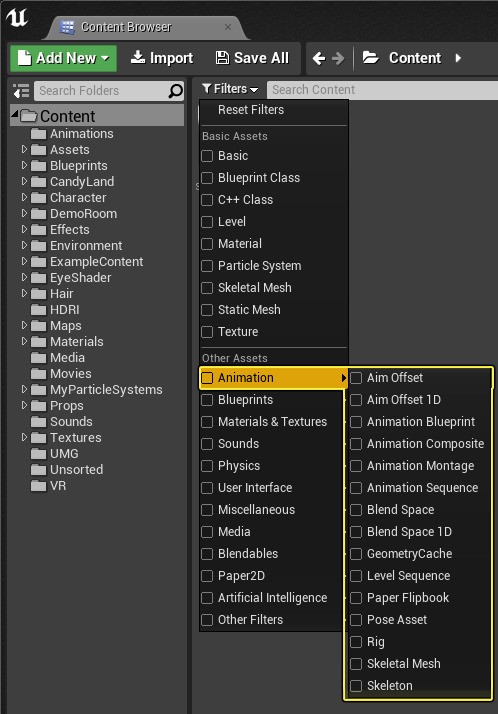 Content Browser
Add New Import Save All Content
Search Folders
Filters Search Content
Content
Animations
Assets
Blueprints
CandyLand
Character
DemoRoom
Effects
Environment
ExampleContent
EyeShader
Hair
HDRI
Maps
Materials
Media
Movies
MyParticleSystems
Props
Sounds
Textures
UMG
Unsorted
VR
Reset Filters
Basic Assets
Basic
Blueprint Class
C++ Class
Level
Material
Particle System
Skeletal Mesh
Static Mesh
Texture
Other Assets
Animation
Blueprints
Materials & Textures
Sounds
Physics
User Interface
Miscellaneous
Media
Blendables
Paper2D
Artificial Intelligence
Other Filters
Aim Offset
Aim Offset 1D
Animation Blueprint
Animation Composite
Animation Montage
Animation Sequence
Blend Space
Blend Space 1D
GeometryCache
Level Sequence
Paper Flipbook
Pose Asset
Rig
Skeletal Mesh
Skeleton